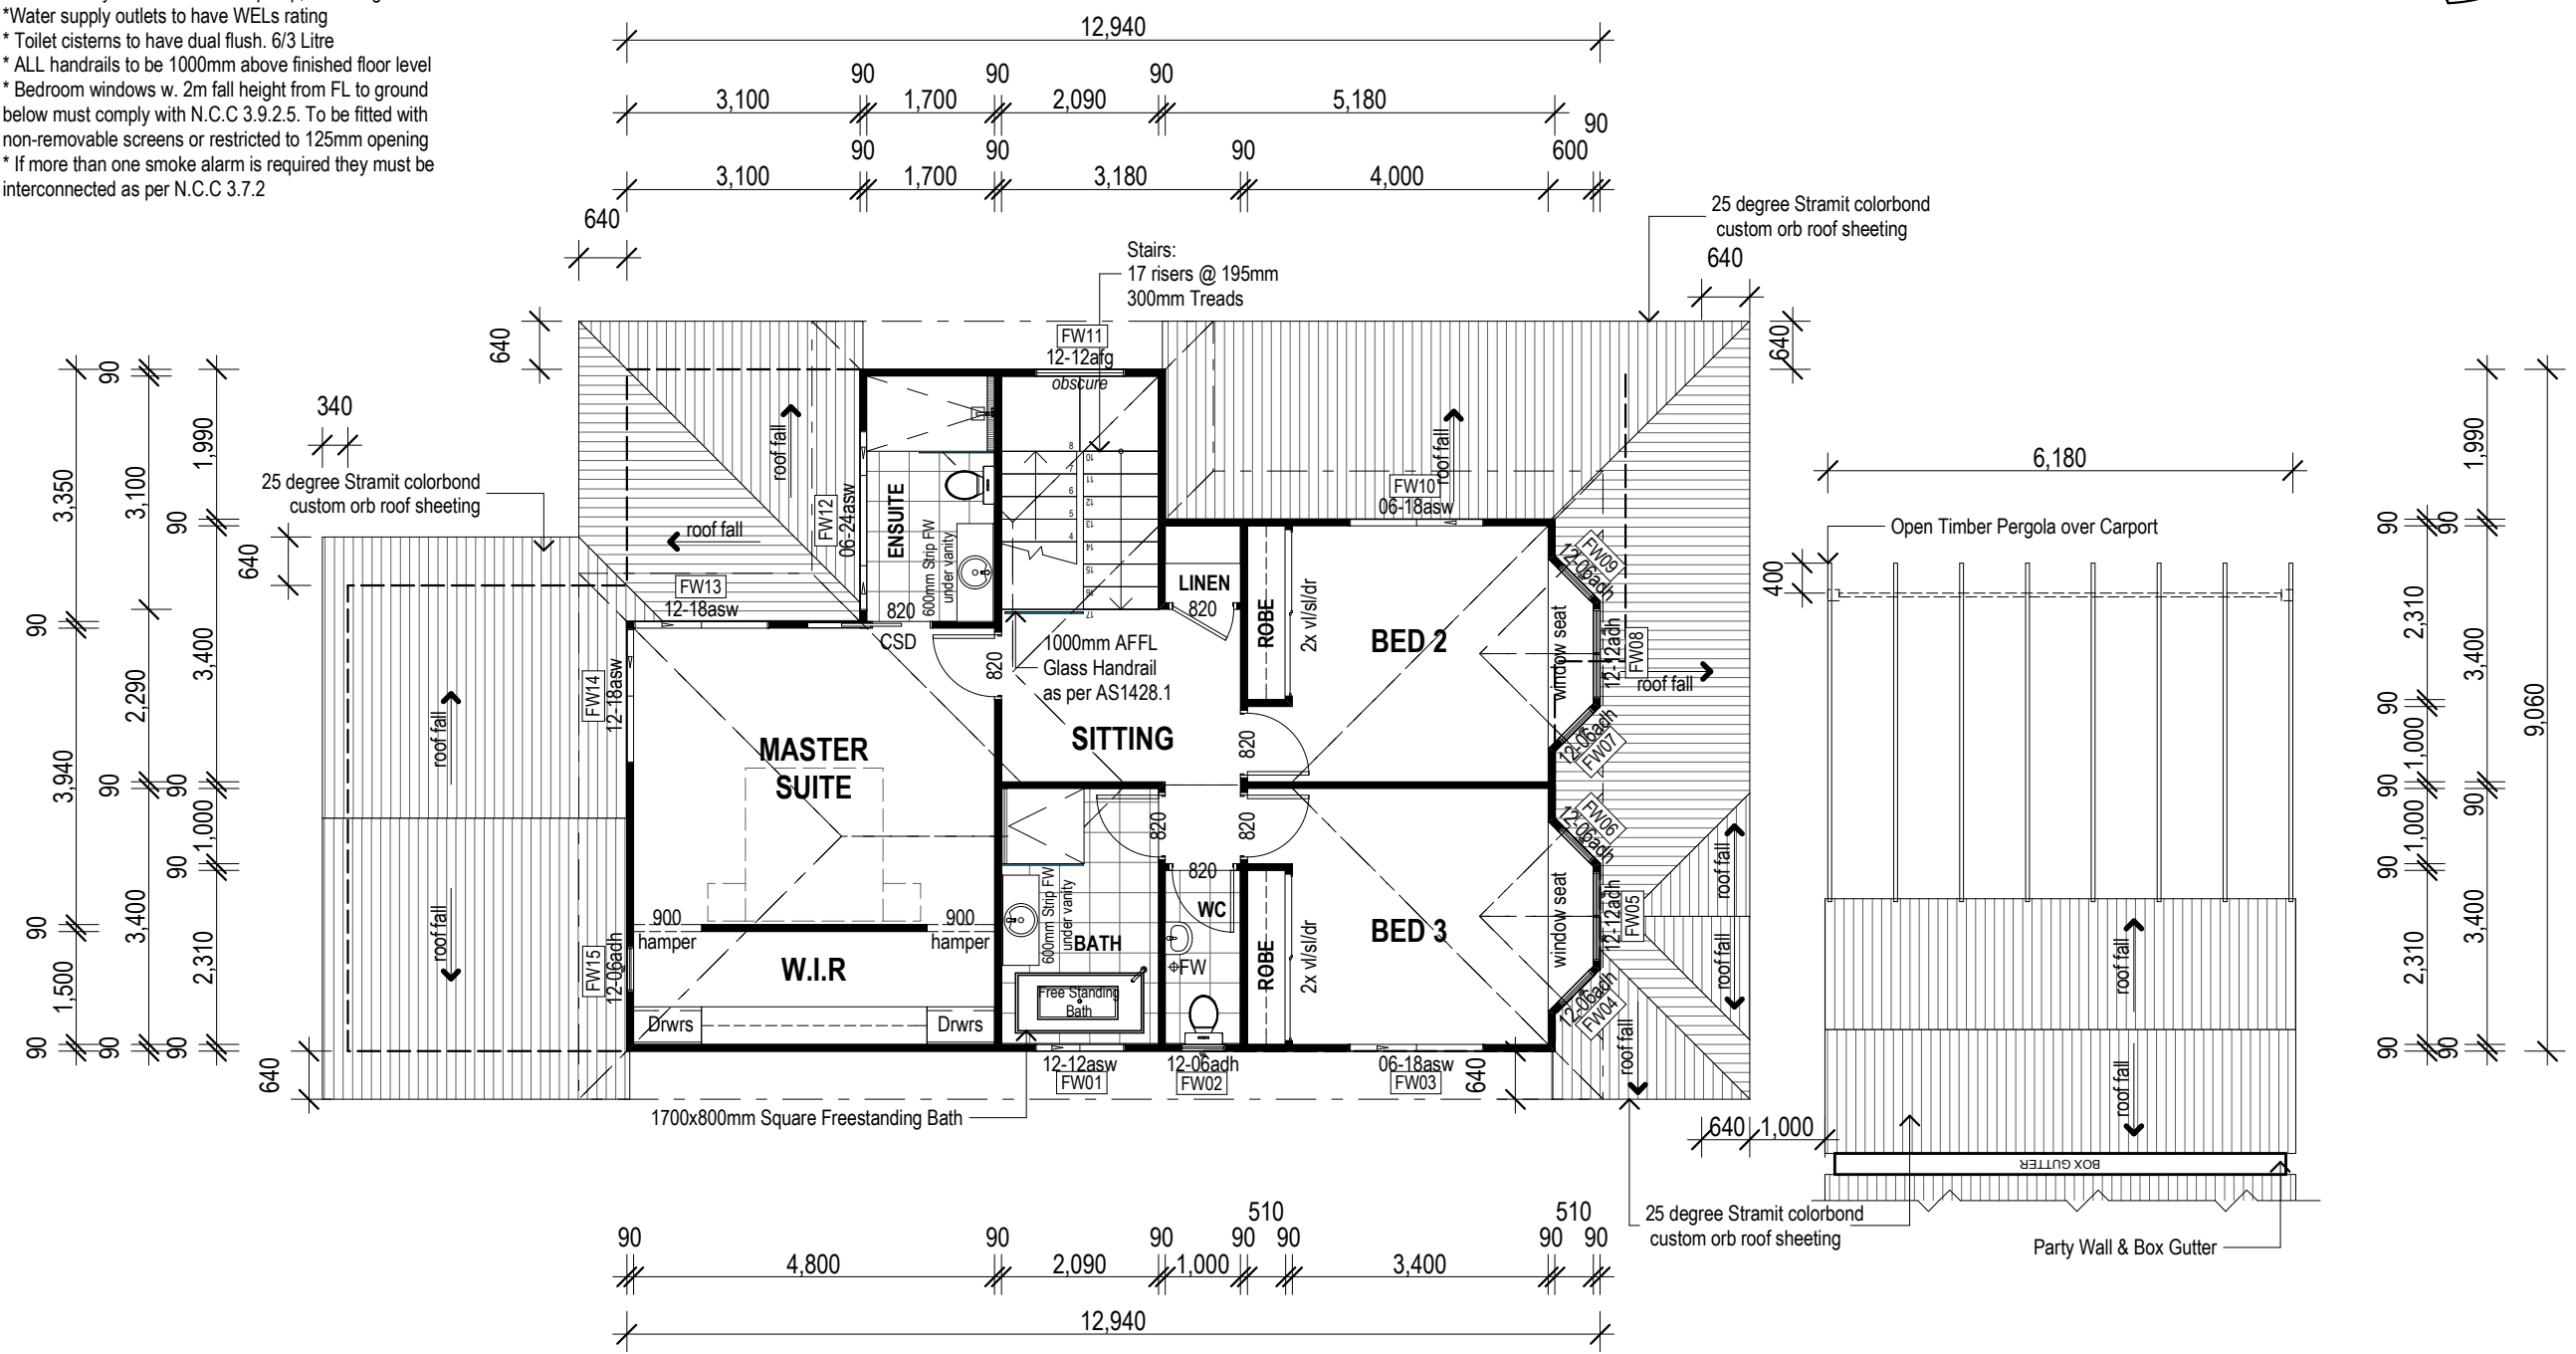 *Water supply outlets to have WELs rating
* Toilet cisterns to have dual flush. 6/3 Litre
* ALL handrails to be 1000mm above finished floor level
* Bedroom windows w. 2m fall height from FL to ground
below must comply with N.C.C 3.9.2.5. To be fitted with
non-removable screens or restricted to 125mm opening
* If more than one smoke alarm is required they must be
interconnected as per N.C.C 3.7.2
12,940
90 90 90
3,100 1,700 2,090 5,180
90
90 90 90 600
3,100 1,700 3,180 4,000
640
25 degree Stramit colorbond
custom orb roof sheeting
640
Stairs:
17 risers @ 195mm
300mm Treads
640
640
FW11
12-12afg
obscure
340
25 degree Stramit colorbond
custom orb roof sheeting
640
90
3,350
90
3,940
90
1,500
90
90
3,100
2,290
90
3,400
90
1,990
90
3,400
90
1,000
90
2,310
90
640
roof fall
roof fall
roof fall
roof fall
FW12
06-24asw
ENSUITE
600mm Strip FW
under vanity
820
CSD
FW13
12-18asw
FW14
12-18asw
MASTER
SUITE
900
hamper
900
hamper
FW15
12-06adh
W.I.R
Drwrs
Drwrs
8
7
6
5
4
10
11
12
13
14
15
16
17
820
1000mm AFFL
Glass Handrail
as per AS1428.1
SITTING
LINEN
820
ROBE
2x vl/sl/dr
BED 2
FW10
06-18asw
roof fall
window seat
FW09
12-06adh
12-12adh
FW08
12-06adh
FW07
roof fall
820
820
820
820
600mm Strip FW
under vanity
BATH
Free Standing
Bath
WC
FW
ROBE
2x vl/sl/dr
BED 3
window seat
FW06
12-06adh
12-12adh
FW05
12-06adh
FW04
roof fall
roof fall
roof fall
12-12asw
FW01
12-06adh
FW02
06-18asw
FW03
640
1700x800mm Square Freestanding Bath
640 1,000
6,180
Open Timber Pergola over Carport
400
roof fall
roof fall
BOX GUTTER
Party Wall & Box Gutter
25 degree Stramit colorbond
custom orb roof sheeting
90
2,310
90
1,000
90
1,000
90
2,310
90
1,990
90
3,400
90
3,400
90
9,060
510 510
90 90 90 90 90 90 90
4,800 2,090 1,000 3,400
12,940